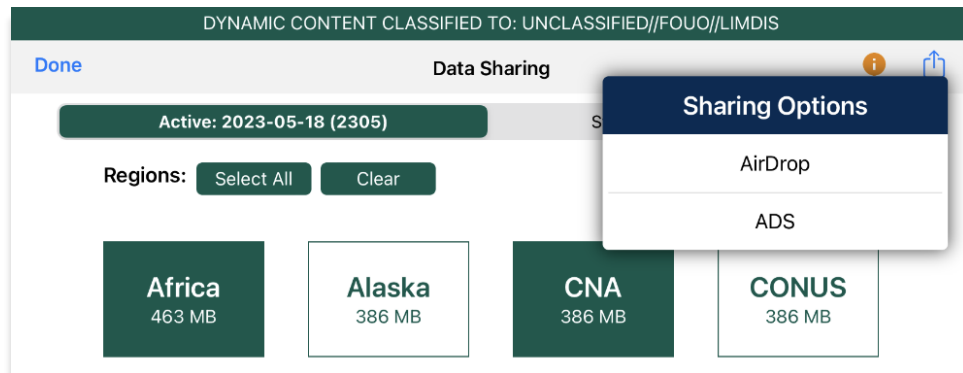 DYNAMIC CONTENT CLASSIFIED TO: UNCLASSIFIED//FOUO//LIMDIS
Done Data Sharing
Sharing Options
AirDrop
ADS
Active: 2023-05-18 (2305) S
Regions: Select All Clear
Africa Alaska CNA CONUS
463 MB 386 MB 386 MB 386 MB